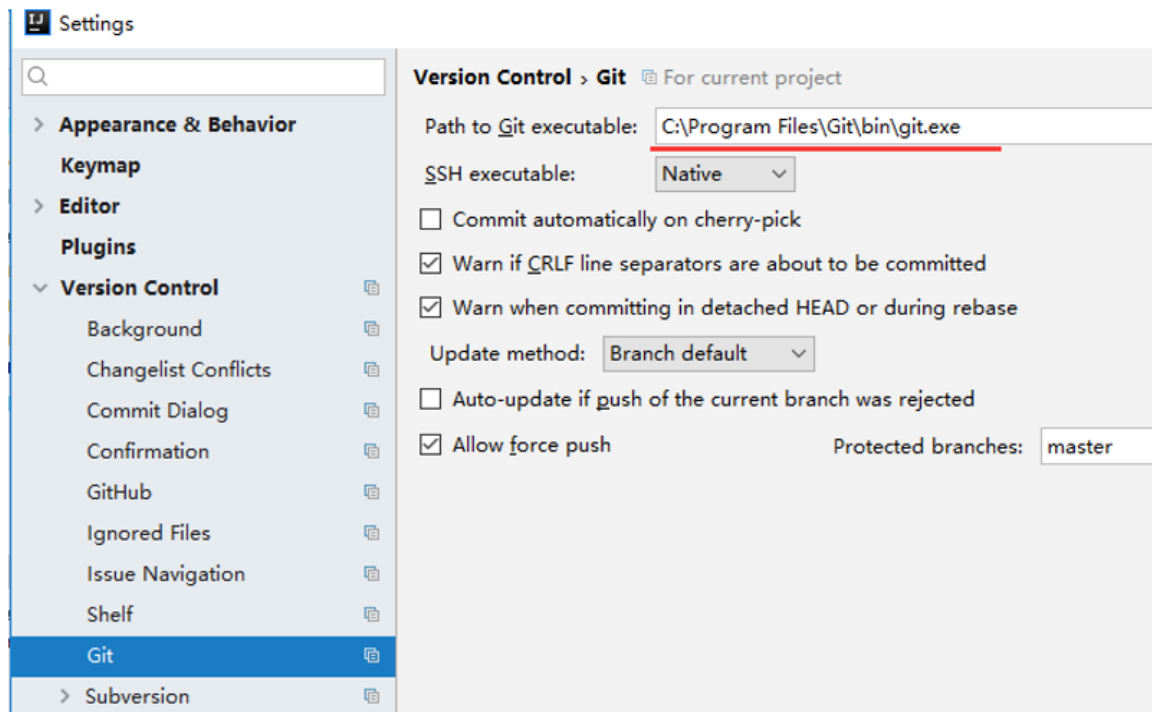 IJ Settings
Version Control › Git For current project
Appearance & Behavior
Keymap
Editor
Plugins
Version Control
Background
Changelist Conflicts
Commit Dialog
Confirmation
GitHub
Ignored Files
Issue Navigation
Shelf
Git
Subversion
Path to Git executable: C:\Program Files\Git\bin\git.exe
SSH executable: Native
Commit automatically on cherry-pick
Warn if CRLF line separators are about to be committed
Warn when committing in detached HEAD or during rebase
Update method: Branch default
Auto-update if push of the current branch was rejected
Allow force push Protected branches: master